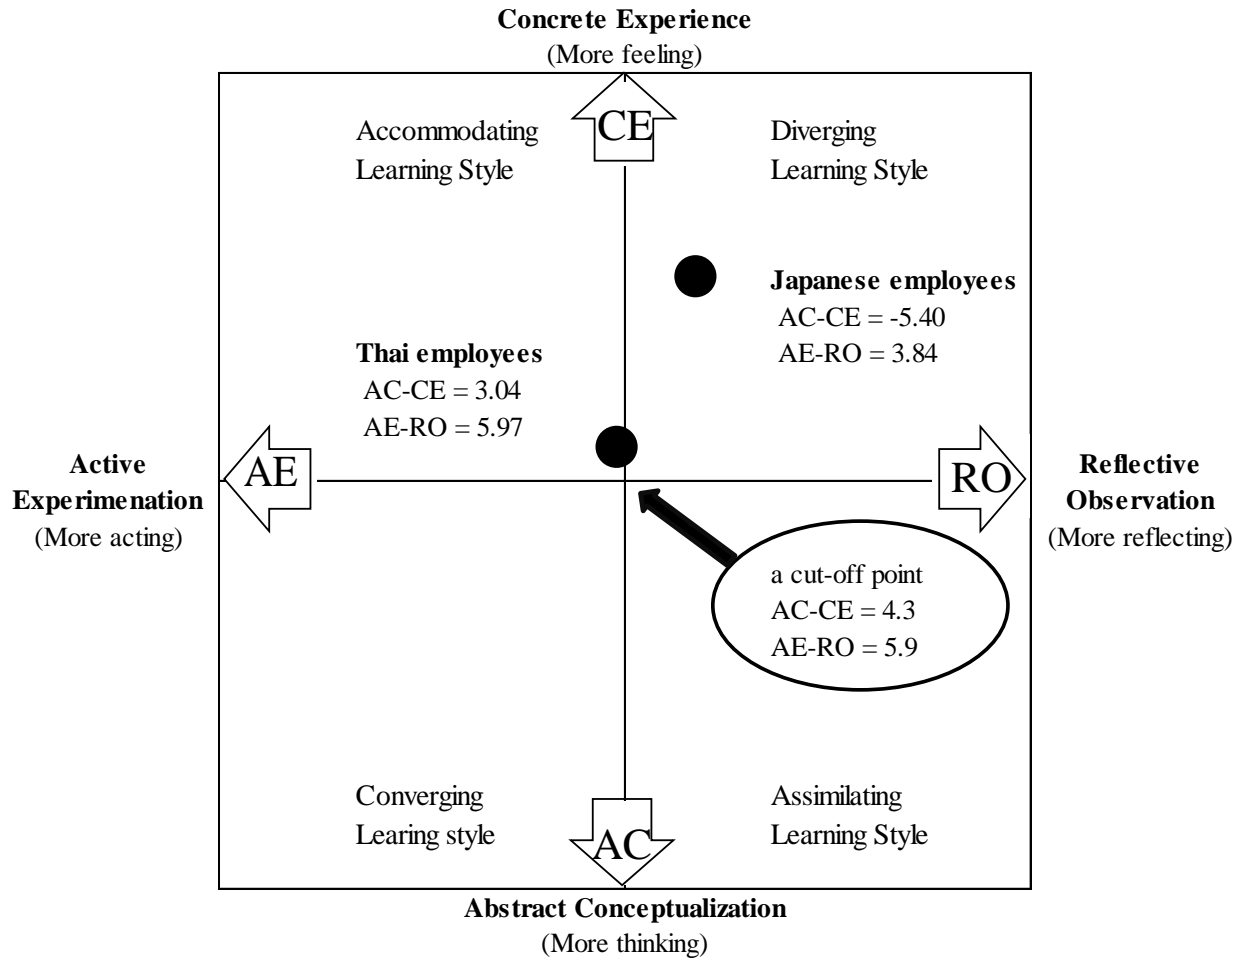 Concrete Experience
(More feeling)
CE
Accommodating
Learning Style
Diverging
Learning Style
Japanese employees
AC-CE = -5.40
AE-RO = 3.84
Thai employees
AC-CE = 3.04
AE-RO = 5.97
Active
Experimenation
(More acting)
AE
RO
Reflective
Observation
(More reflecting)
a cut-off point
AC-CE = 4.3
AE-RO = 5.9
Converging
Learing style
Assimilating
Learning Style
AC
Abstract Conceptualization
(More thinking)